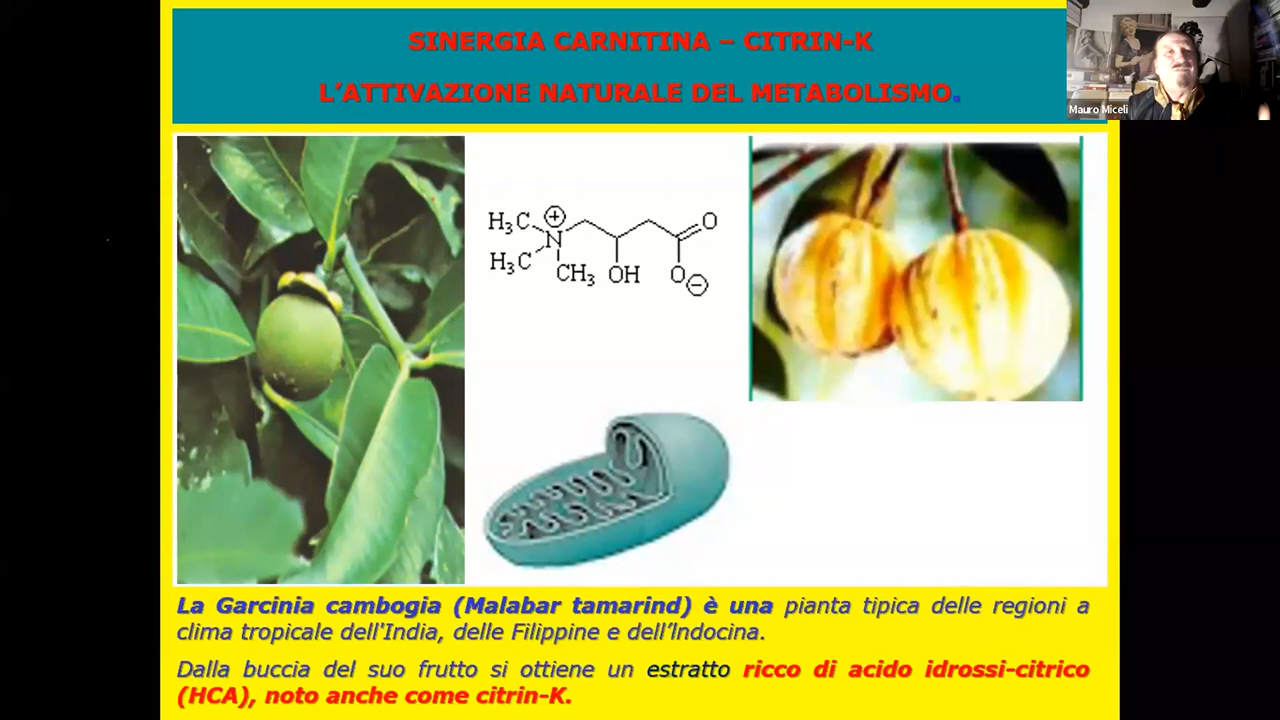 SINERGIA CARNITINA – CITRIN-K
L’ATTIVAZIONE NATURALE DEL METABOLISMO.
Mauro Miceli
H₃C
N
⊕
H₃C
CH₃
OH
O
O
⊖
La Garcinia cambogia (Malabar tamarind) è una pianta tipica delle regioni a
clima tropicale dell'India, delle Filippine e dell’Indocina.
Dalla buccia del suo frutto si ottiene un estratto ricco di acido idrossi-citrico
(HCA), noto anche come citrin-K.